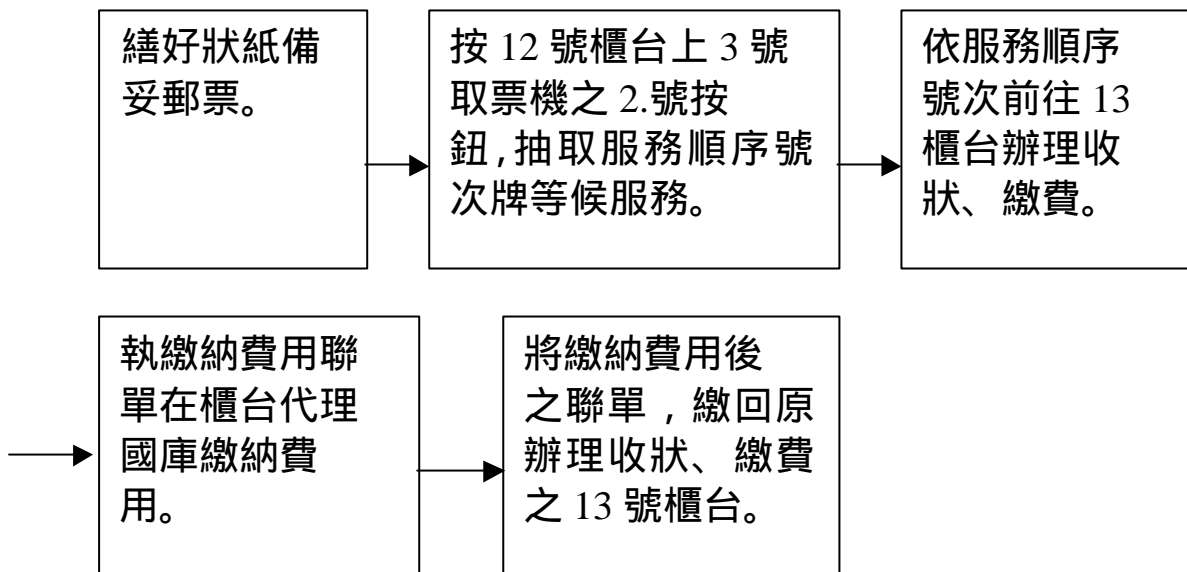 繕好狀紙備
妥郵票。
按 12 號櫃台上 3 號
取票機之 2.號按
鈕,抽取服務順序號
次牌等候服務。
依服務順序
號次前往 13
櫃台辦理收
狀、繳費。
執繳納費用聯
單在櫃台代理
國庫繳納費
用。
將繳納費用後
之聯單，繳回原
辦理收狀、繳費
之 13 號櫃台。